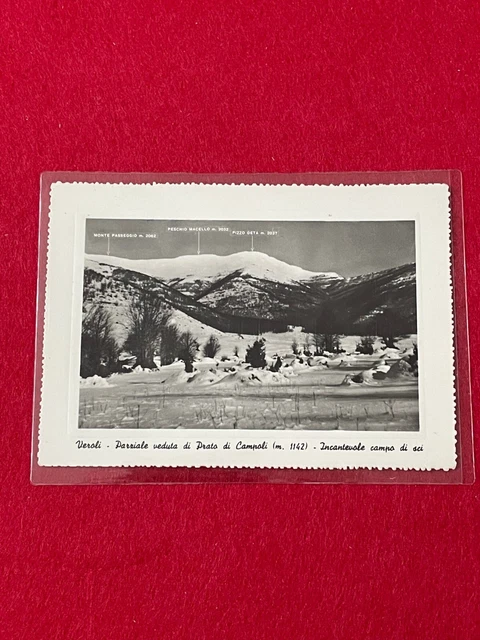 MONTE PASSEGGIO m. 2062
PESCHIO MACELLO m. 2002
PIZZO DETA m. 2037
Veroli - Parziale veduta di Prato di Campoli (m. 1142) - Incantevole campo di sci